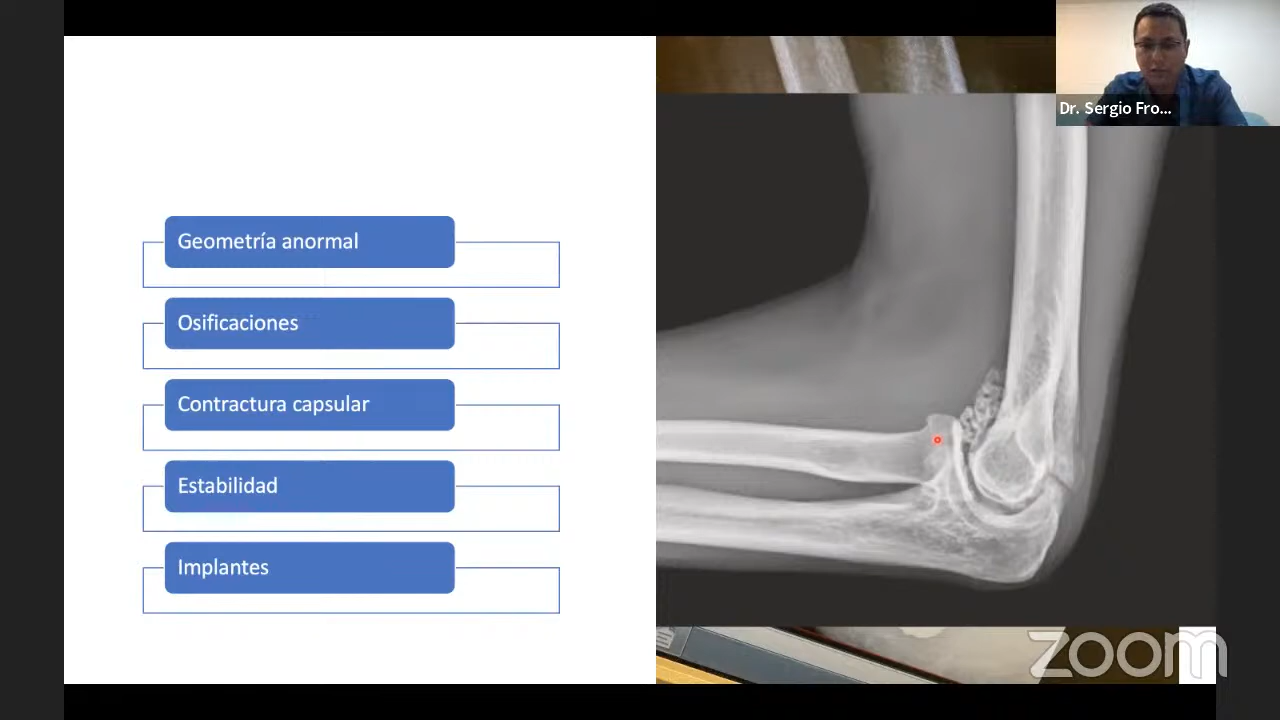 Dr. Sergio Fro...
Geometría anormal
Osificaciones
Contractura capsular
Estabilidad
Implantes
zoom